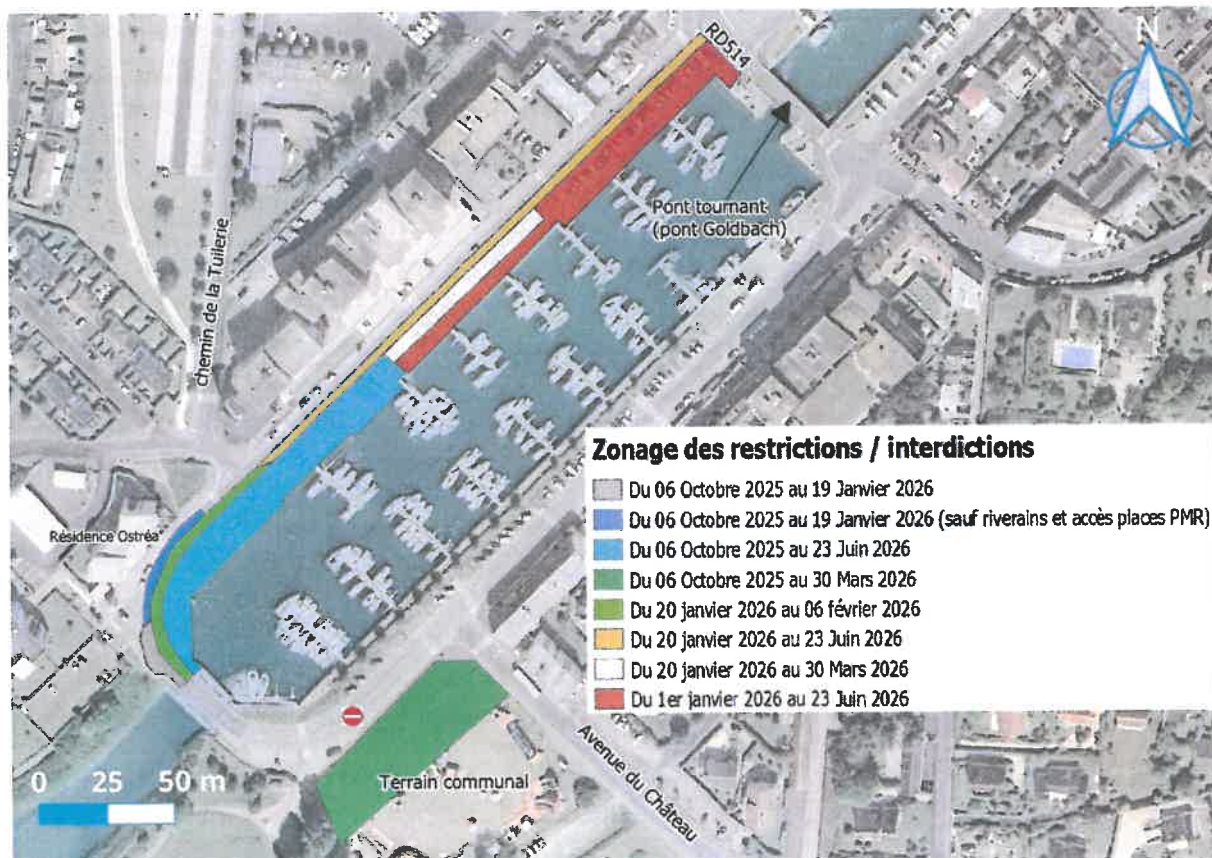 RD514
N
Pont tournant
(pont Goldbach)
chemin de la Tuilerie
Résidence Ostréa
Zonage des restrictions / interdictions
Du 06 Octobre 2025 au 19 Janvier 2026
Du 06 Octobre 2025 au 19 Janvier 2026 (sauf riverains et accès places PMR)
Du 06 Octobre 2025 au 23 Juin 2026
Du 06 Octobre 2025 au 30 Mars 2026
Du 20 janvier 2026 au 06 février 2026
Du 20 janvier 2026 au 23 Juin 2026
Du 20 janvier 2026 au 30 Mars 2026
Du 1er janvier 2026 au 23 Juin 2026
0 25 50 m
Terrain communal
Avenue du Château